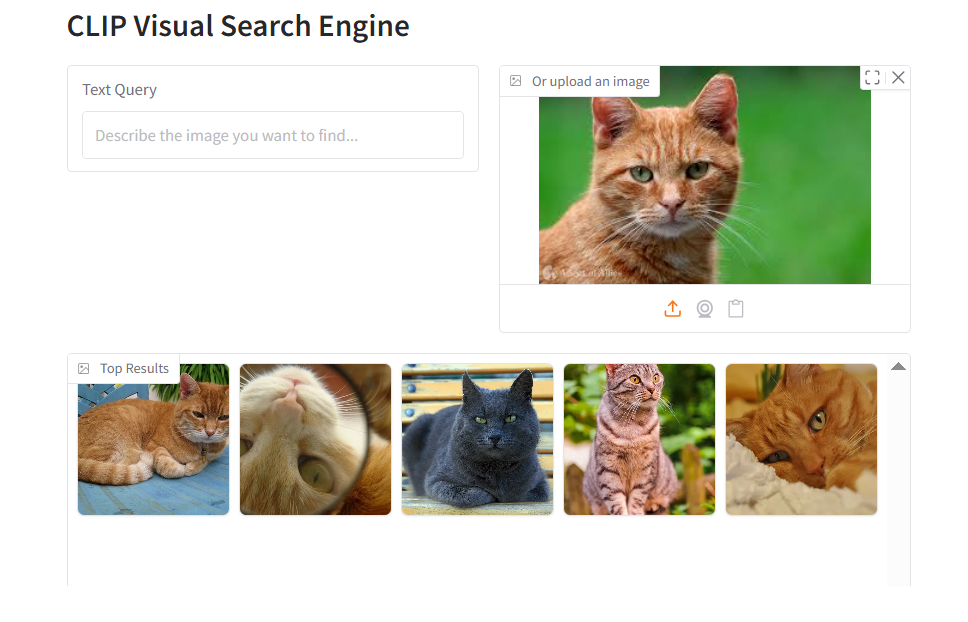 CLIP Visual Search Engine
Text Query
Describe the image you want to find...
Or upload an image
Top Results